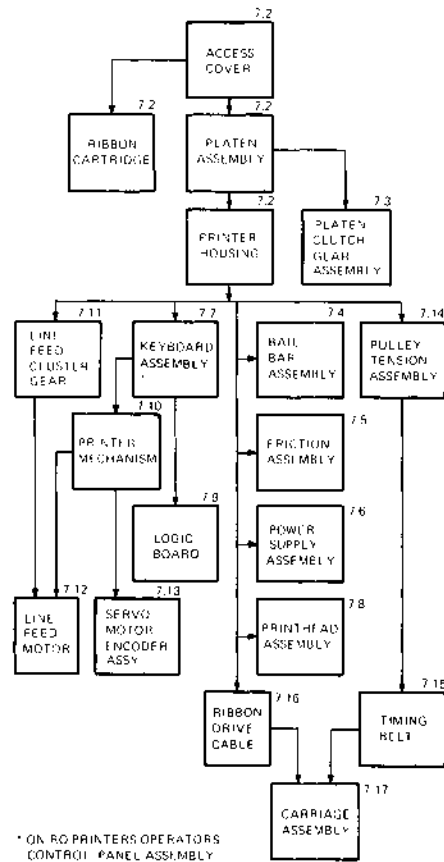 7.2
ACCESS
COVER
7.2
RIBBON
CARTRIDGE
7.2
PLATEN
ASSEMBLY
7.2
PRINTER
HOUSING
7.3
PLATEN
CLUTCH
GEAR
ASSEMBLY
7.11
LINE
FEED
CLUSTER
GEAR
7.7
KEYBOARD
ASSEMBLY
*
7.4
BAIL
BAR
ASSEMBLY
7.14
PULLEY
TENSION
ASSEMBLY
7.10
PRINTER
MECHANISM
7.5
FRICTION
ASSEMBLY
7.9
LOGIC
BOARD
7.6
POWER
SUPPLY
ASSEMBLY
7.12
LINE
FEED
MOTOR
7.13
SERVO
MOTOR
ENCODER
ASSY
7.8
PRINTHEAD
ASSEMBLY
7.16
RIBBON
DRIVE
CABLE
7.15
TIMING
BELT
7.17
CARRIAGE
ASSEMBLY
* ON RO PRINTERS OPERATORS
CONTROL PANEL ASSEMBLY